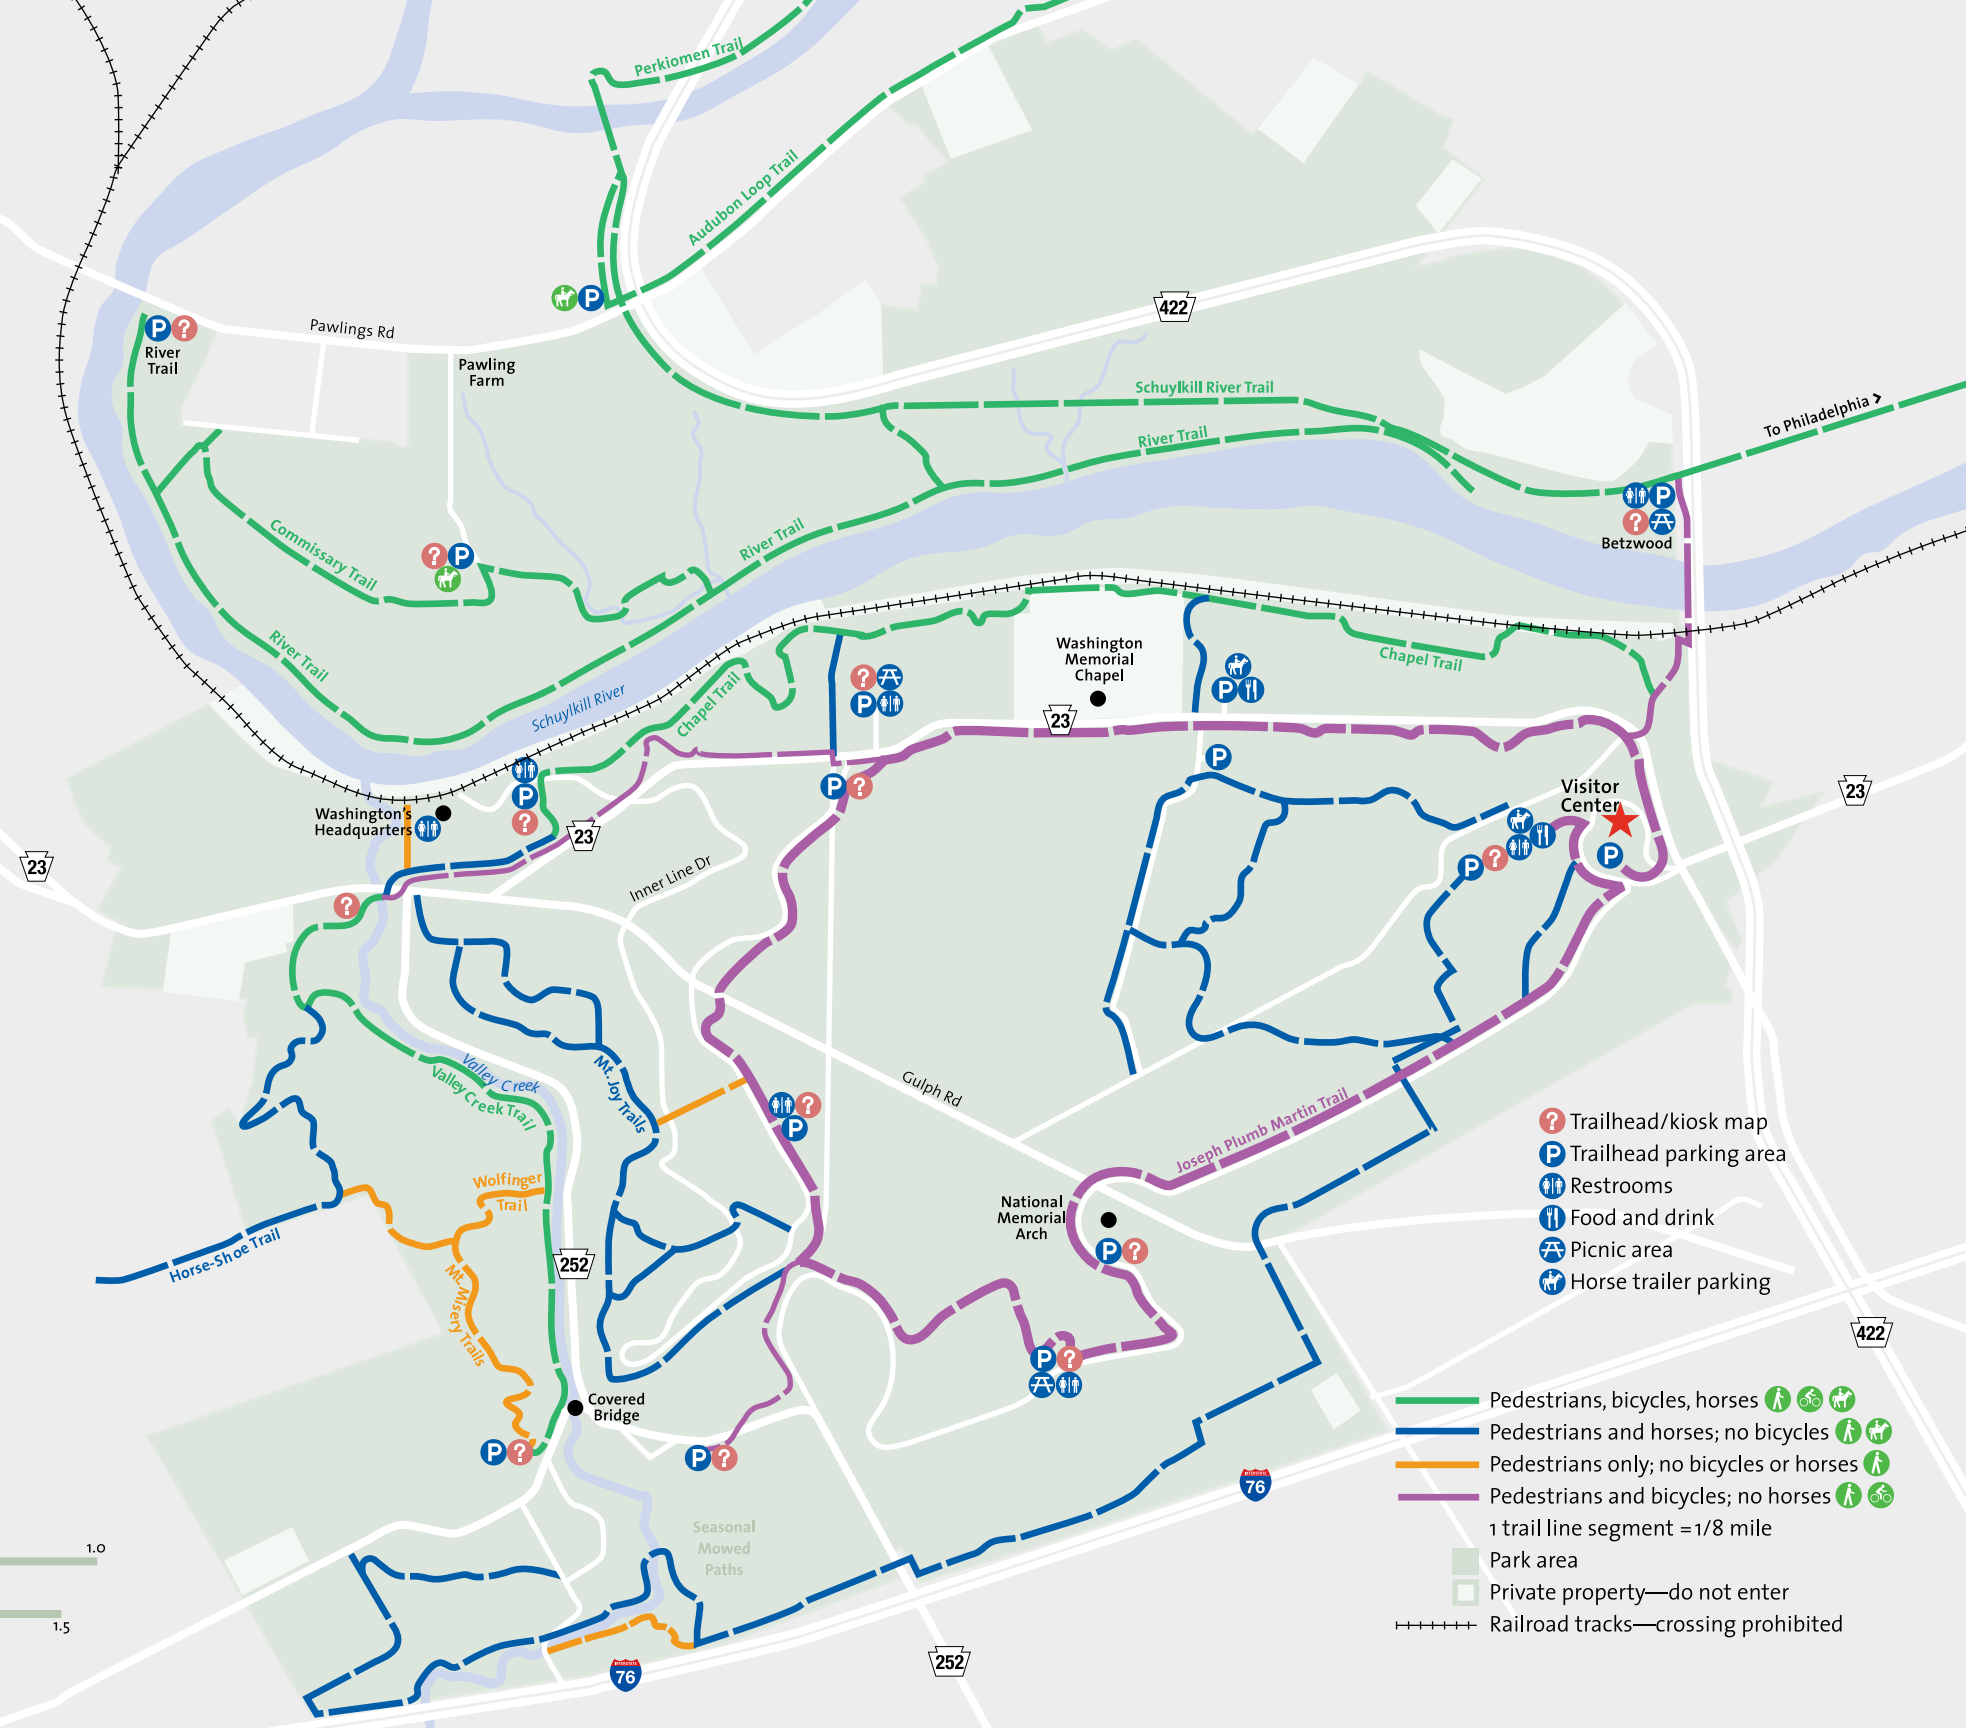 Perkiomen Trail
Audubon Loop Trail
422
P
P ?
River
Trail
Pawlings Rd
Pawling
Farm
Schuylkill River Trail
River Trail
To Philadelphia
P
? 
Betzwood
Commissary Trail
? P
River Trail
River Trail
Schuylkill River
Chapel Trail
Chapel Trail
Washington
Memorial
Chapel
23
?
P
P
P
P ?
Visitor
Center
P
P ?
23
P
?
Washington's
Headquarters
23
23
?
Inner Line Dr
Valley Creek
Valley Creek Trail
Mt. Joy Trails
Gulph Rd
Joseph Plumb Martin Trail
?
P
National
Memorial
Arch
P ?
Wolfinger
Trail
Horse-Shoe Trail
Mt. Misery Trails
252
P ?
Covered
Bridge
P ?
P ?
422
INTERSTATE
76
Seasonal
Mowed
Paths
1.0
1.5
INTERSTATE
76
252
? Trailhead/kiosk map
P Trailhead parking area
Restrooms
Food and drink
Picnic area
Horse trailer parking
Pedestrians, bicycles, horses
Pedestrians and horses; no bicycles
Pedestrians only; no bicycles or horses
Pedestrians and bicycles; no horses
1 trail line segment = 1/8 mile
Park area
Private property—do not enter
Railroad tracks—crossing prohibited